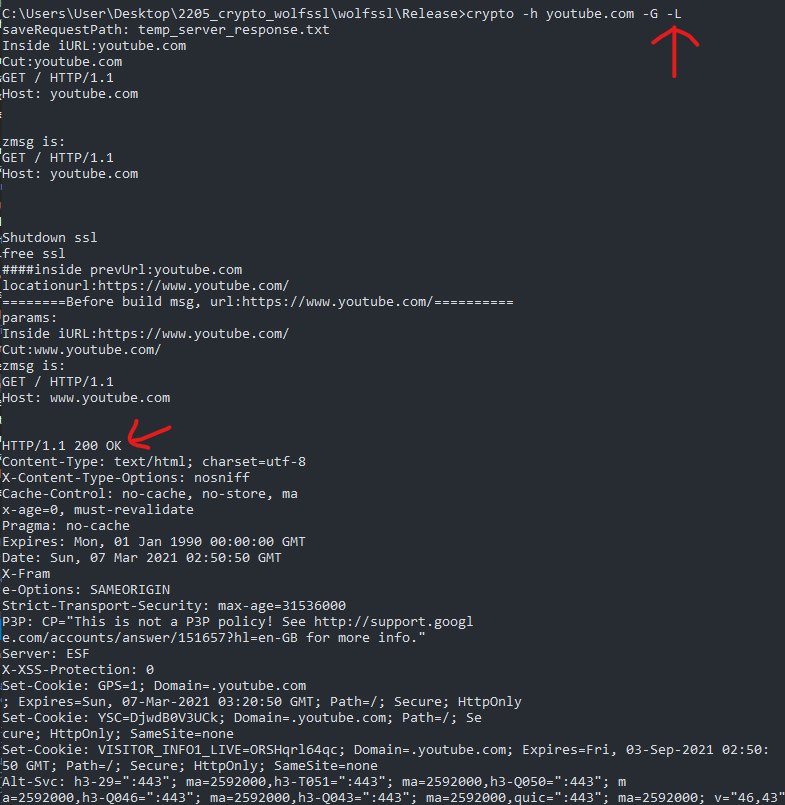 C:\Users\User\Desktop\2205_crypto_wolfssl\wolfssl\Release>crypto -h youtube.com -G -L
saveRequestPath: temp_server_response.txt
Inside iURL:youtube.com
Cut:youtube.com
GET / HTTP/1.1
Host: youtube.com
zmsg is:
GET / HTTP/1.1
Host: youtube.com
Shutdown ssl
free ssl
####inside prevUrl:youtube.com
locationurl:https://www.youtube.com/
========Before build msg, url:https://www.youtube.com/==========
params:
Inside iURL:https://www.youtube.com/
Cut:www.youtube.com/
zmsg is:
GET / HTTP/1.1
Host: www.youtube.com
HTTP/1.1 200 OK
Content-Type: text/html; charset=utf-8
X-Content-Type-Options: nosniff
Cache-Control: no-cache, no-store, ma
x-age=0, must-revalidate
Pragma: no-cache
Expires: Mon, 01 Jan 1990 00:00:00 GMT
Date: Sun, 07 Mar 2021 02:50:50 GMT
X-Fram
e-Options: SAMEORIGIN
Strict-Transport-Security: max-age=31536000
P3P: CP="This is not a P3P policy! See http://support.googl
e.com/accounts/answer/151657?hl=en-GB for more info."
Server: ESF
X-XSS-Protection: 0
Set-Cookie: GPS=1; Domain=.youtube.com
; Expires=Sun, 07-Mar-2021 03:20:50 GMT; Path=/; Secure; HttpOnly
Set-Cookie: YSC=DjwdB0V3UCk; Domain=.youtube.com; Path=/; Se
cure; HttpOnly; SameSite=none
Set-Cookie: VISITOR_INFO1_LIVE=ORSHqrl64qc; Domain=.youtube.com; Expires=Fri, 03-Sep-2021 02:50:
50 GMT; Path=/; Secure; HttpOnly; SameSite=none
Alt-Svc: h3-29=":443"; ma=2592000,h3-T051=":443"; ma=2592000,h3-Q050=":443"; m
a=2592000,h3-Q046=":443"; ma=2592000,h3-Q043=":443"; ma=2592000,quic=":443"; ma=2592000; v="46,43"